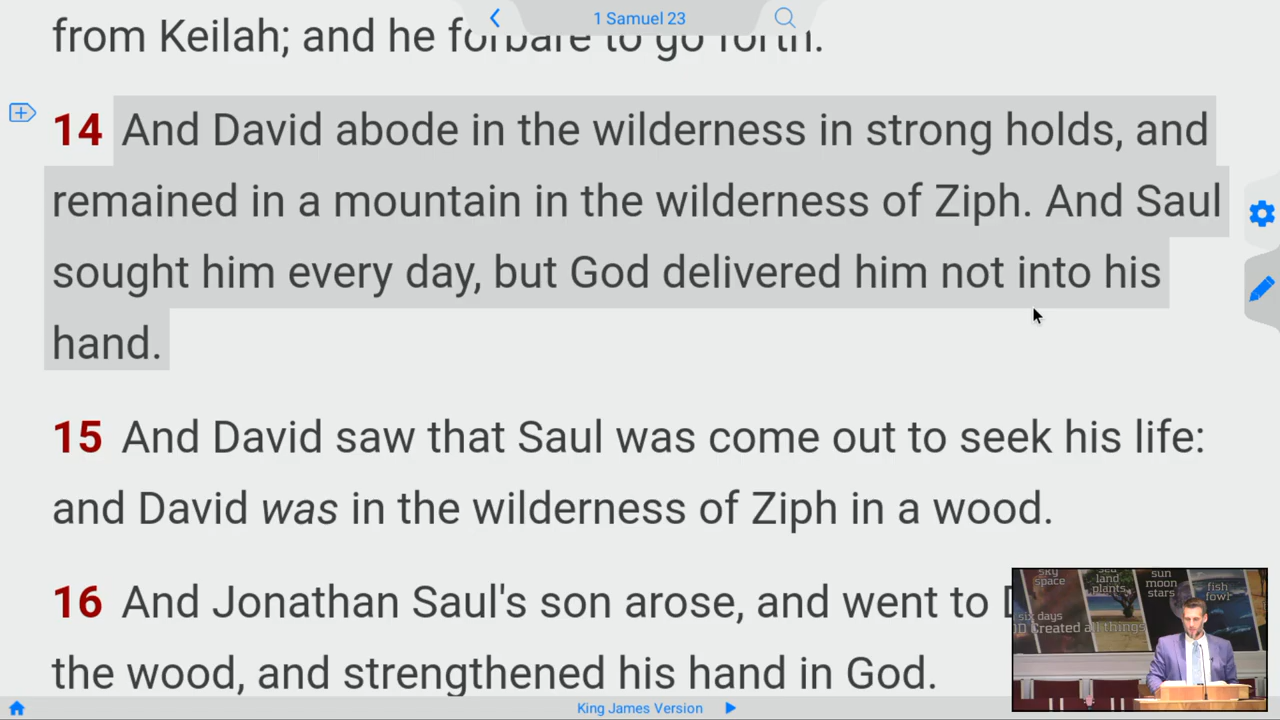 1 Samuel 23
from Keilah; and he forbare to go forth.
14 And David abode in the wilderness in strong holds, and
remained in a mountain in the wilderness of Ziph. And Saul
sought him every day, but God delivered him not into his
hand.
15 And David saw that Saul was come out to seek his life:
and David was in the wilderness of Ziph in a wood.
16 And Jonathan Saul's son arose, and went to
the wood, and strengthened his hand in God.
sky
space
sea
land
plants
sun
moon
stars
fish
fowl
six days
Created all things
King James Version